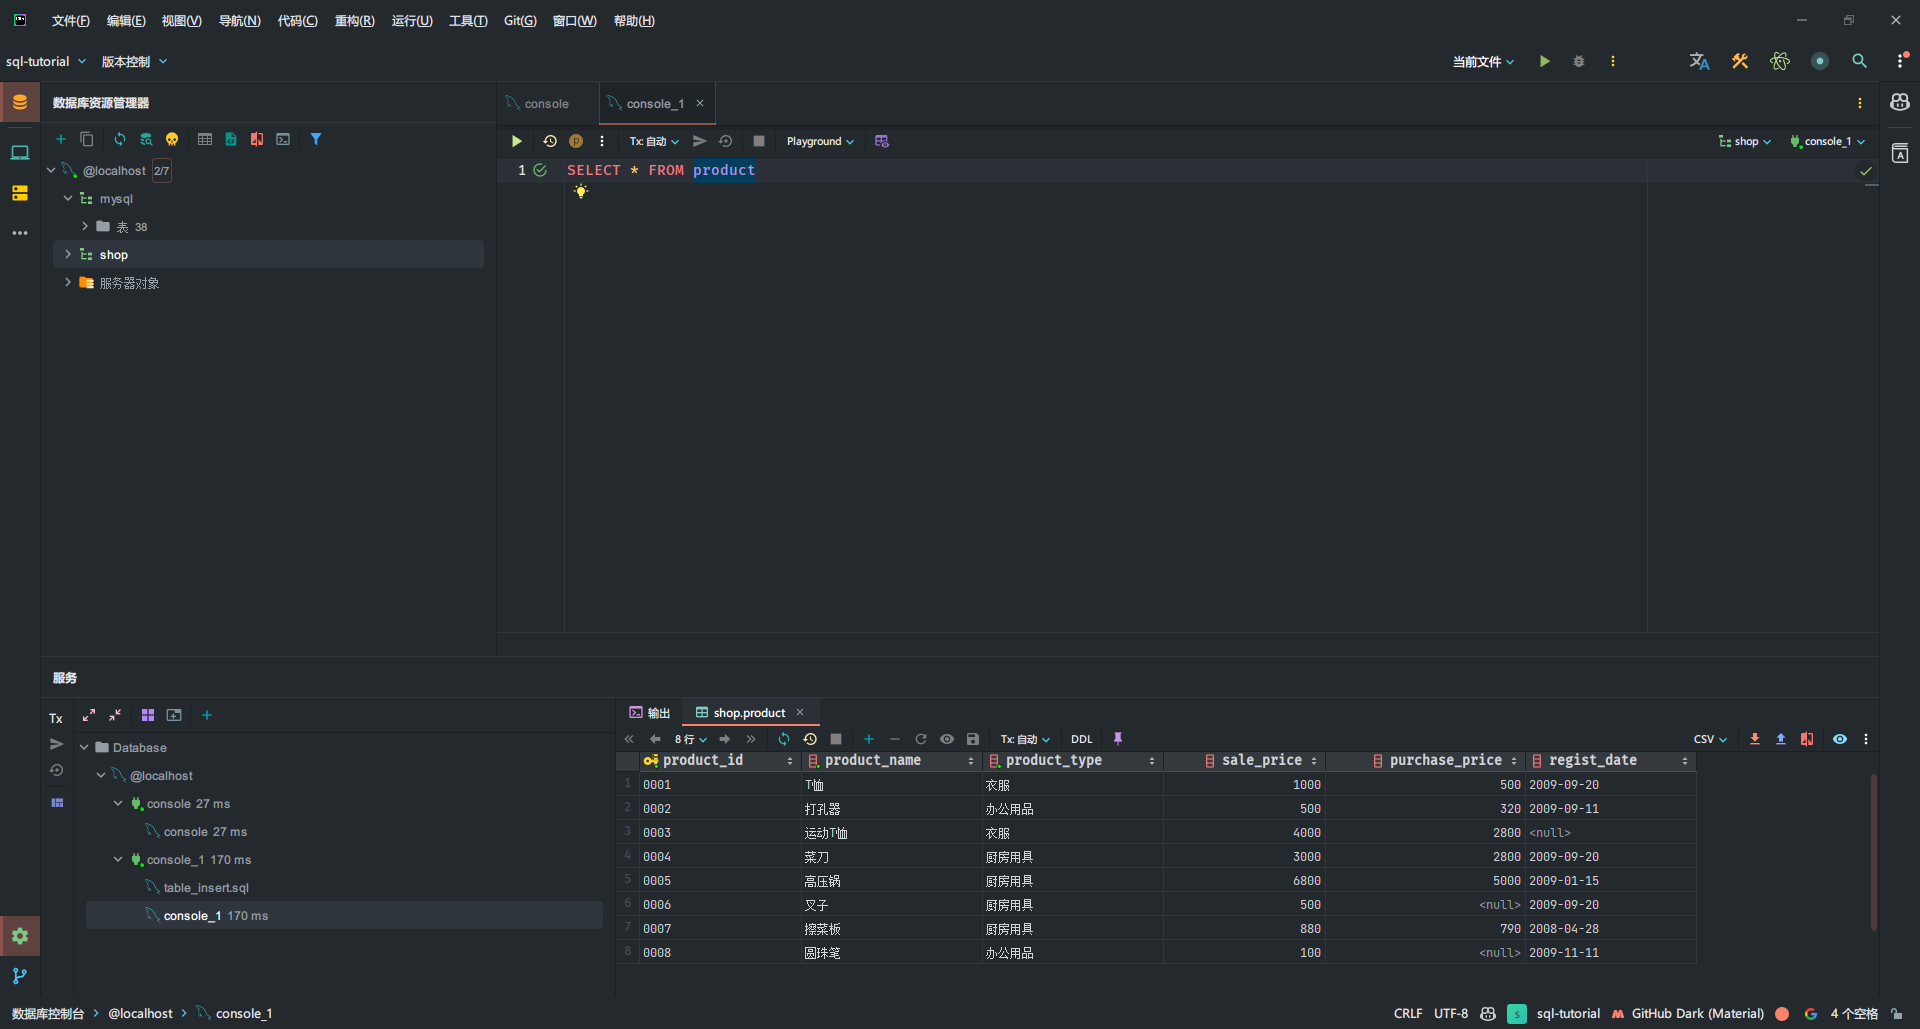 文件(F) 编辑(E) 视图(V) 导航(N) 代码(C) 重构(R) 运行(U) 工具(T) Git(G) 窗口(W) 帮助(H)
sql-tutorial 版本控制 当前文件
数据库资源管理器 console console_1
Tx: 自动 Playground shop console_1
@localhost 2/7
1 SELECT * FROM product
mysql
表 38
shop
服务器对象
服务
Tx 输出 shop.product
8 行 Tx: 自动 DDL CSV
Database
@localhost
console 27 ms
console 27 ms
console_1 170 ms
table_insert.sql
console_1 170 ms
product_id product_name product_type sale_price purchase_price regist_date
1 0001 T恤 衣服 1000 500 2009-09-20
2 0002 打孔器 办公用品 500 320 2009-09-11
3 0003 运动T恤 衣服 4000 2800 <null>
4 0004 菜刀 厨房用具 3000 2800 2009-09-20
5 0005 高压锅 厨房用具 6800 5000 2009-01-15
6 0006 叉子 厨房用具 500 <null> 2009-09-20
7 0007 擦菜板 厨房用具 880 790 2008-04-28
8 0008 圆珠笔 办公用品 100 <null> 2009-11-11
数据库控制台 @localhost console_1 CRLF UTF-8 s sql-tutorial GitHub Dark (Material) 4 个空格